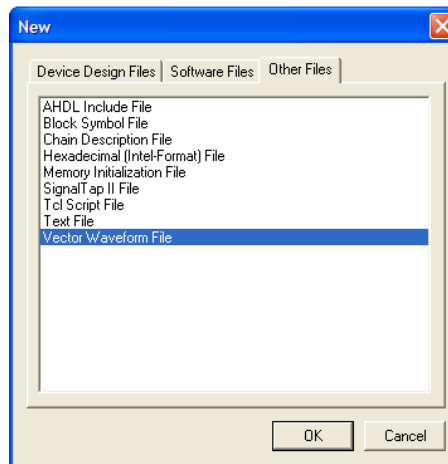 New
Device Design Files Software Files Other Files
AHDL Include File
Block Symbol File
Chain Description File
Hexadecimal (Intel-Format) File
Memory Initialization File
SignalTap II File
Tcl Script File
Text File
Vector Waveform File
OK Cancel